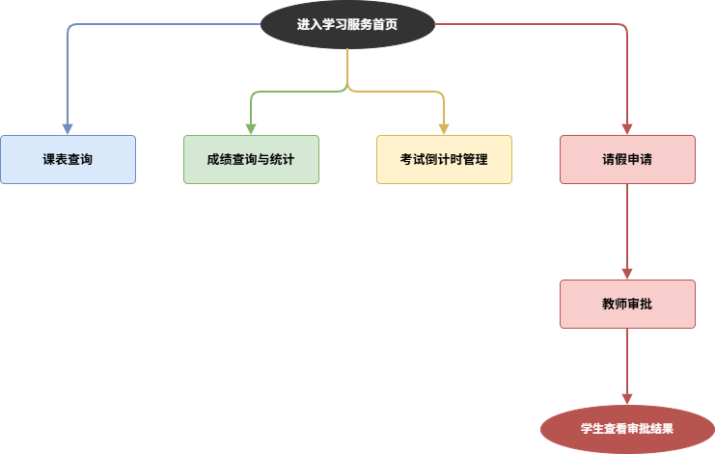 进入学习服务首页
课表查询
成绩查询与统计
考试倒计时管理
请假申请
教师审批
学生查看审批结果